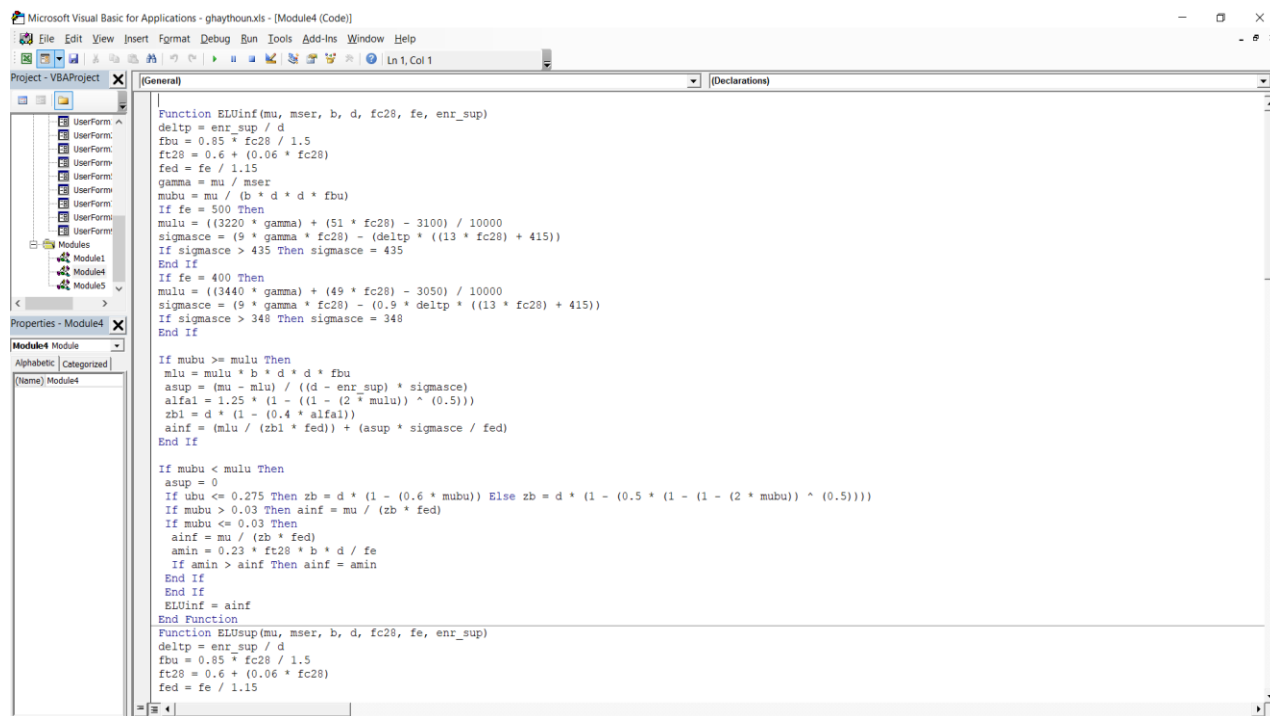 Microsoft Visual Basic for Applications - ghaythoun.xls - [Module4 (Code)]
File Edit View Insert Format Debug Run Tools Add-Ins Window Help
Ln 1, Col 1
Project - VBAProject
(General)
(Declarations)
UserForm
UserForm
UserForm
UserForm
UserForm
UserForm
UserForm
UserForm
UserForm
Modules
Module1
Module4
Module5
Properties - Module4
Module4 Module
Alphabetic Categorized
(Name) Module4
Function ELUinf(mu, mser, b, d, fc28, fe, enr_sup)
deltp = enr_sup / d
fbu = 0.85 * fc28 / 1.5
ft28 = 0.6 + (0.06 * fc28)
fed = fe / 1.15
gamma = mu / mser
mubu = mu / (b * d * d * fbu)
If fe = 500 Then
mulu = ((3220 * gamma) + (51 * fc28) - 3100) / 10000
sigmasce = (9 * gamma * fc28) - (deltp * ((13 * fc28) + 415))
If sigmasce > 435 Then sigmasce = 435
End If
If fe = 400 Then
mulu = ((3440 * gamma) + (49 * fc28) - 3050) / 10000
sigmasce = (9 * gamma * fc28) - (0.9 * deltp * ((13 * fc28) + 415))
If sigmasce > 348 Then sigmasce = 348
End If
If mubu >= mulu Then
mlu = mulu * b * d * d * fbu
asup = (mu - mlu) / ((d - enr_sup) * sigmasce)
alfa1 = 1.25 * (1 - ((1 - (2 * mulu)) ^ (0.5)))
zb1 = d * (1 - (0.4 * alfa1))
ainf = (mlu / (zb1 * fed)) + (asup * sigmasce / fed)
End If
If mubu < mulu Then
asup = 0
If ubu <= 0.275 Then zb = d * (1 - (0.6 * mubu)) Else zb = d * (1 - (0.5 * (1 - (1 - (2 * mubu)) ^ (0.5))))
If mubu > 0.03 Then ainf = mu / (zb * fed)
If mubu <= 0.03 Then
ainf = mu / (zb * fed)
amin = 0.23 * ft28 * b * d / fe
If amin > ainf Then ainf = amin
End If
End If
ELUinf = ainf
End Function
Function ELUsup(mu, mser, b, d, fc28, fe, enr_sup)
deltp = enr_sup / d
fbu = 0.85 * fc28 / 1.5
ft28 = 0.6 + (0.06 * fc28)
fed = fe / 1.15